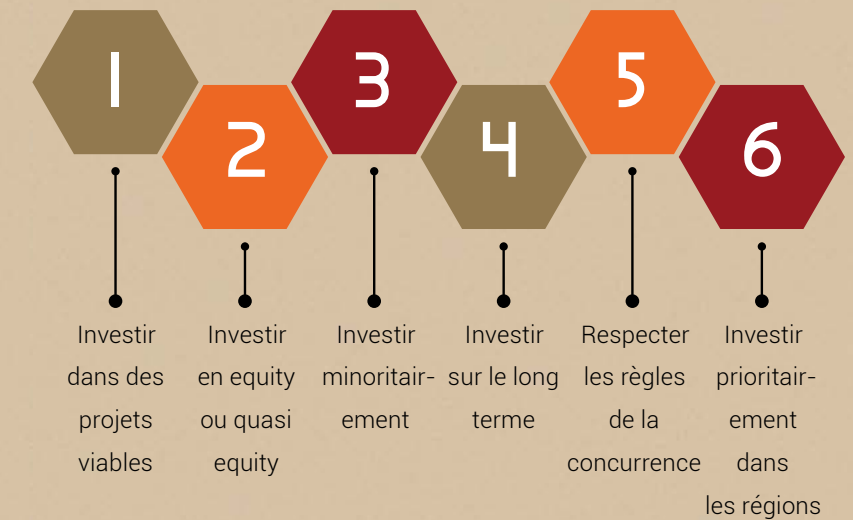 1
2
3
4
5
6
Investir
dans des
projets
viables
Investir
en equity
ou quasi
equity
Investir
minoritair-
ement
Investir
sur le long
terme
Respecter
les règles
de la
concurrence
Investir
prioritair-
ement
dans
les régions